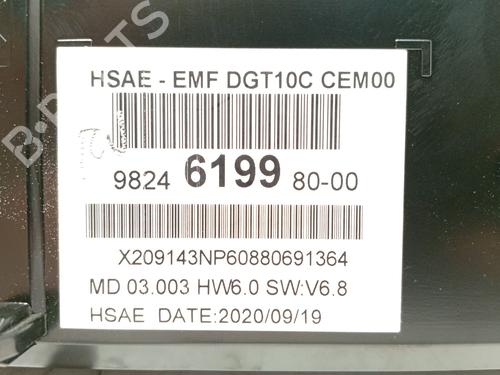 HSAE - EMF DGT10C CEM00
9824 6199 80-00
X209143NP60880691364
MD 03.003 HW6.0 SW:V6.8
HSAE DATE:2020/09/19